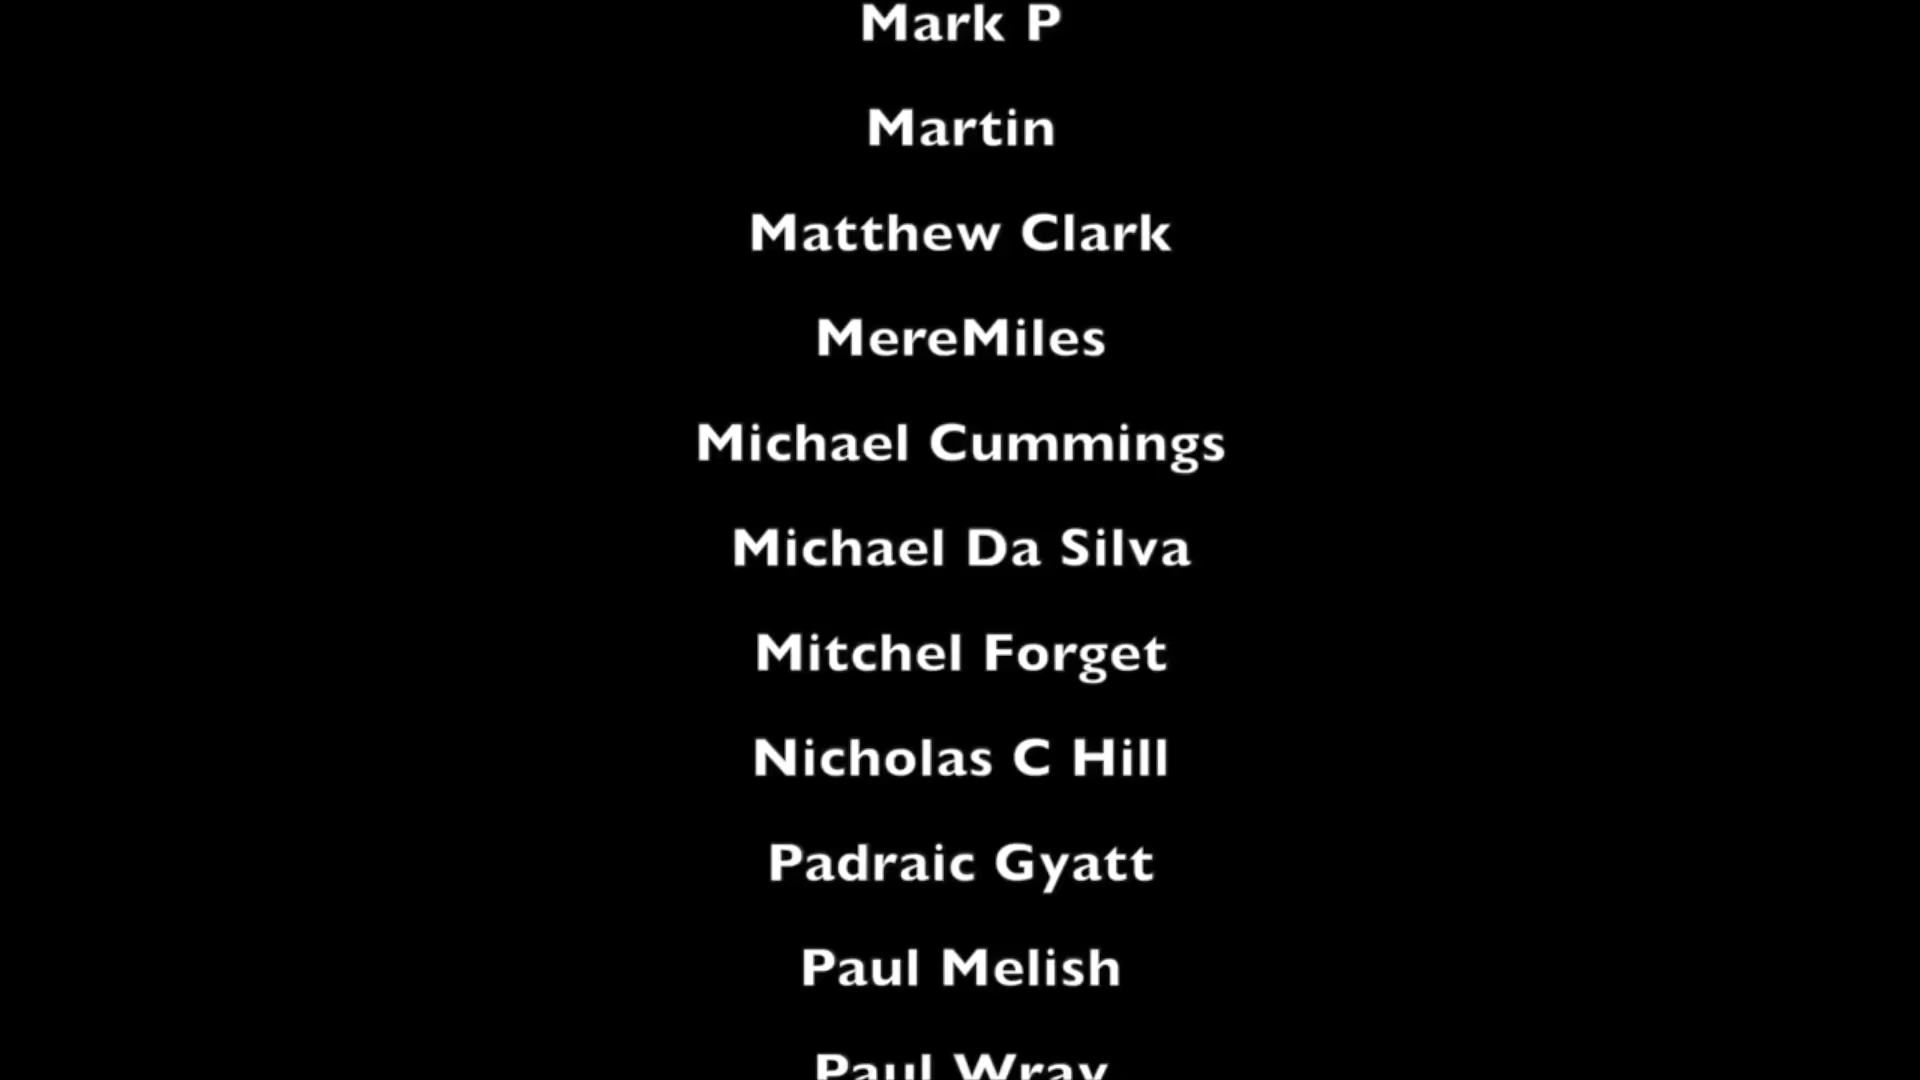 Mark P
Martin
Matthew Clark
MereMiles
Michael Cummings
Michael Da Silva
Mitchel Forget
Nicholas C Hill
Padraic Gyatt
Paul Melish
Paul Wray